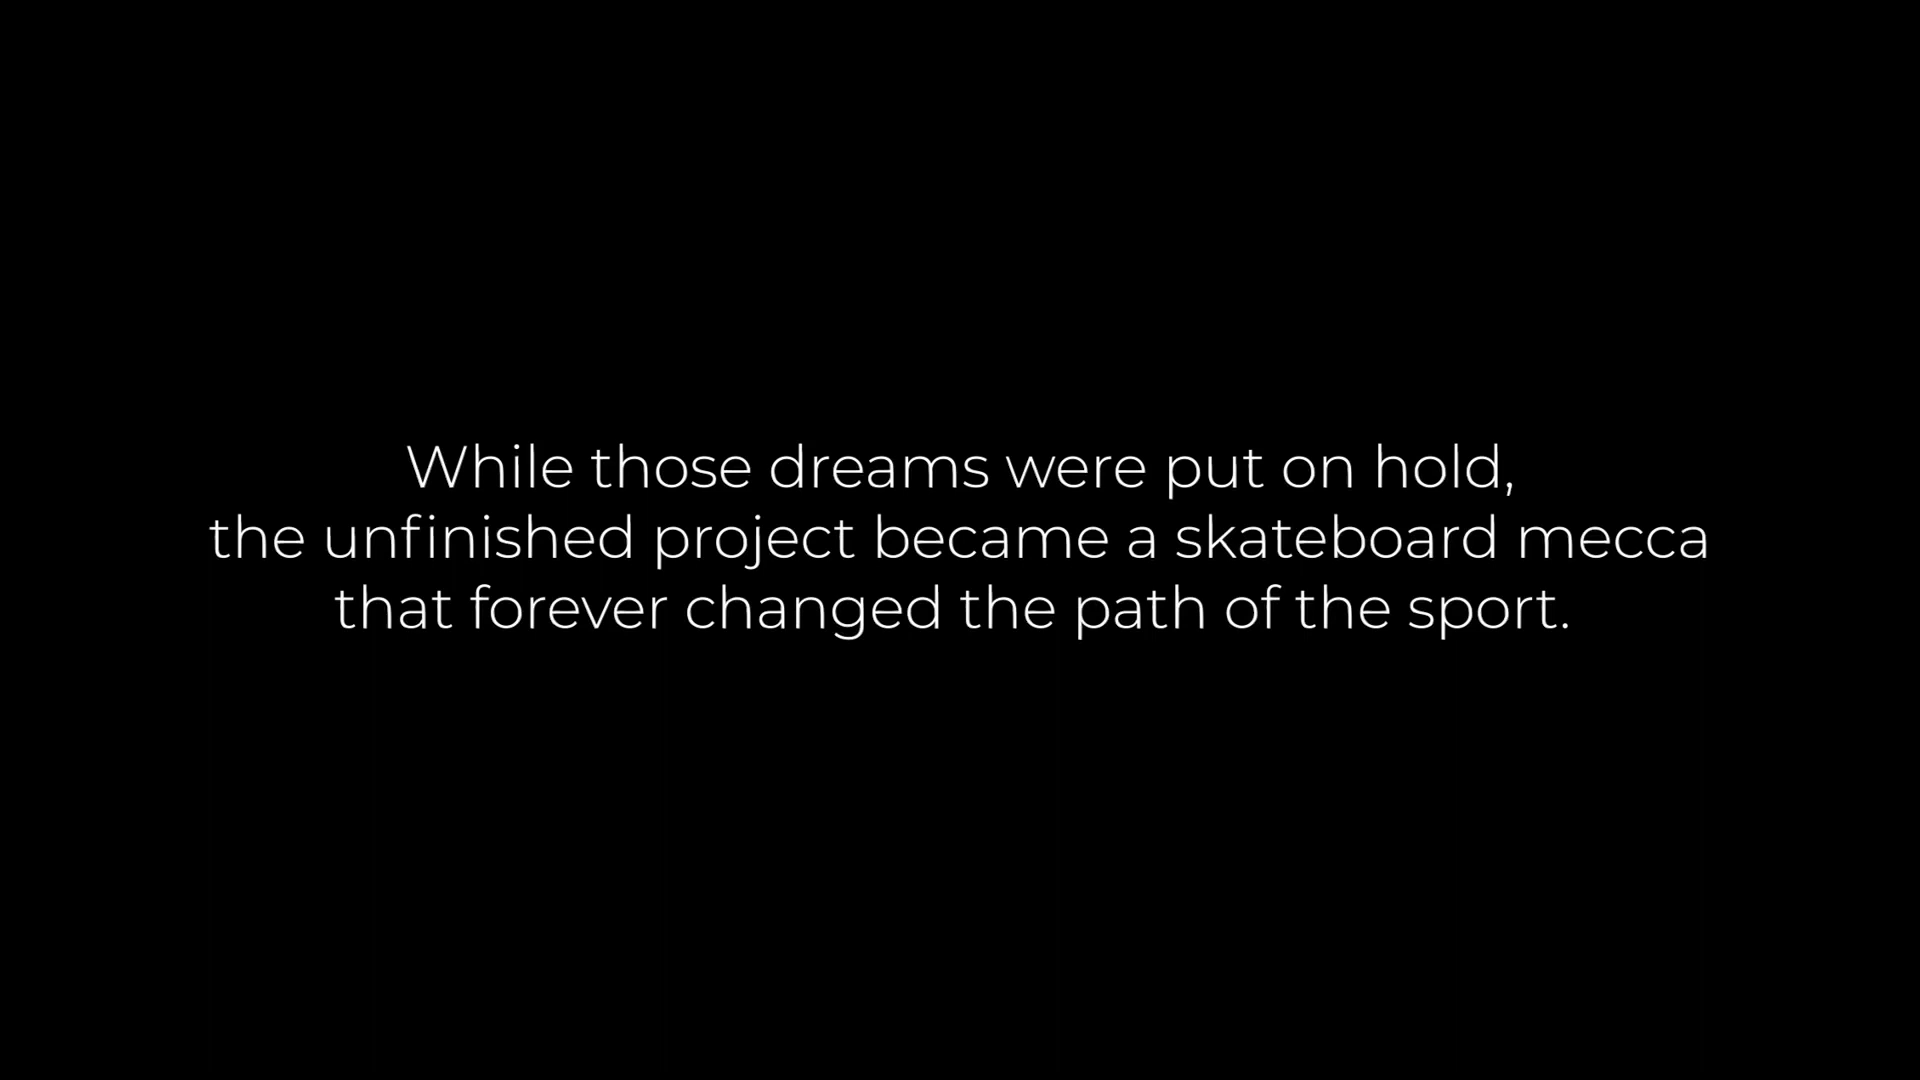 While those dreams were put on hold,
the unfinished project became a skateboard mecca
that forever changed the path of the sport.